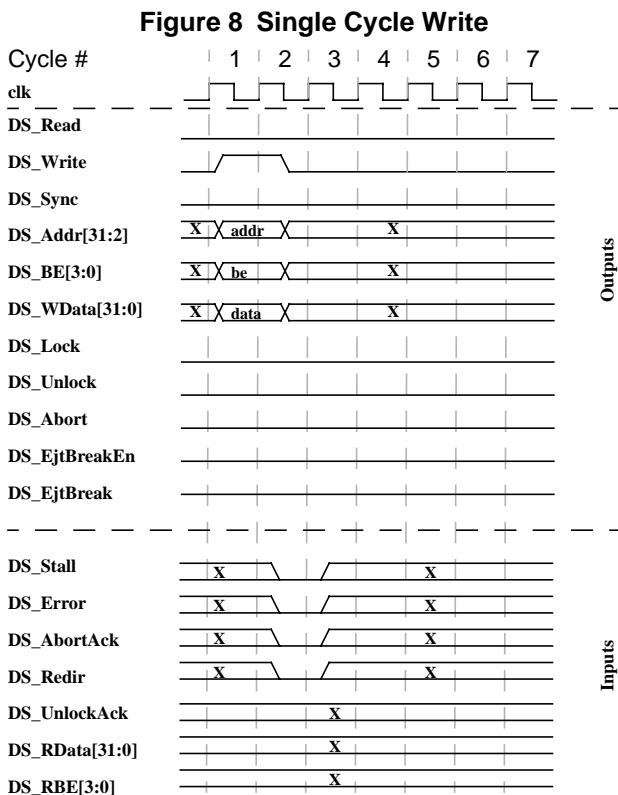 Figure 8 Single Cycle Write
Cycle # 1 2 3 4 5 6 7
clk
DS_Read
DS_Write
DS_Sync
DS_Addr[31:2] X addr X
DS_BE[3:0] X be X
DS_WData[31:0] X data X
DS_Lock
DS_Unlock
DS_Abort
DS_EjtBreakEn
DS_EjtBreak
Outputs
DS_Stall X X
DS_Error X X
DS_AbortAck X X
DS_Redir X X
DS_UnlockAck X
DS_RData[31:0] X
DS_RBE[3:0] X
Inputs